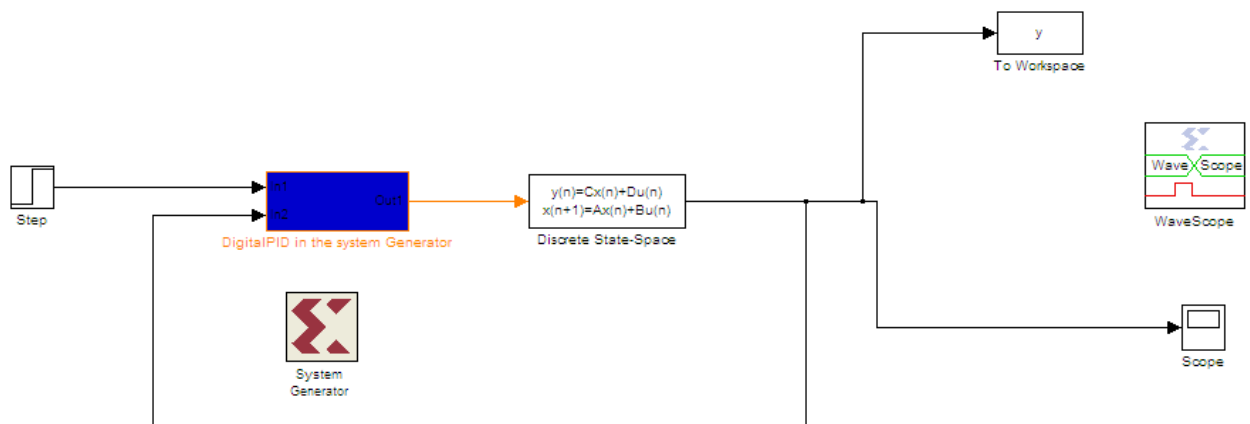 y
To Workspace
Wave Scope
WaveScope
Step
In1
In2
Out1
DigitalPID in the system Generator
y(n)=Cx(n)+Du(n)
x(n+1)=Ax(n)+Bu(n)
Discrete State-Space
System
Generator
Scope